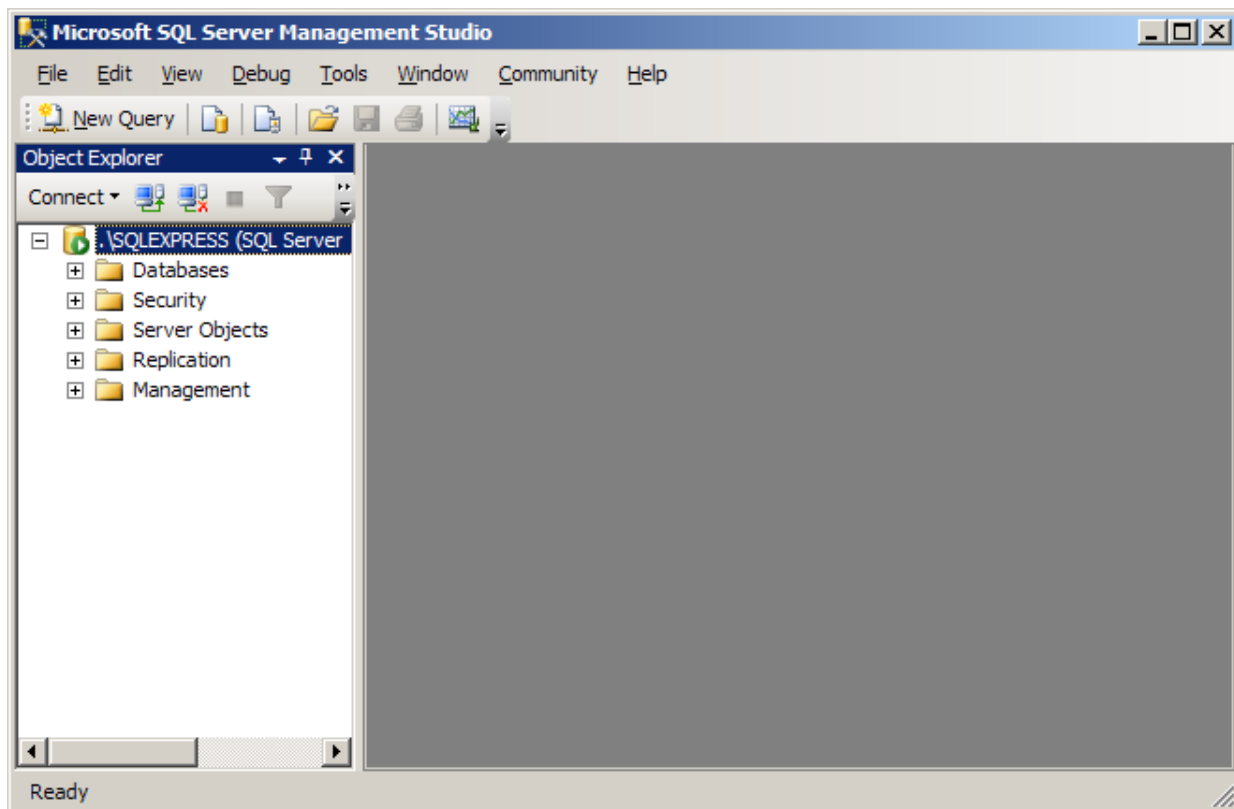 Microsoft SQL Server Management Studio
File Edit View Debug Tools Window Community Help
New Query
Object Explorer
Connect
.\SQLEXPRESS (SQL Server
Databases
Security
Server Objects
Replication
Management
Ready